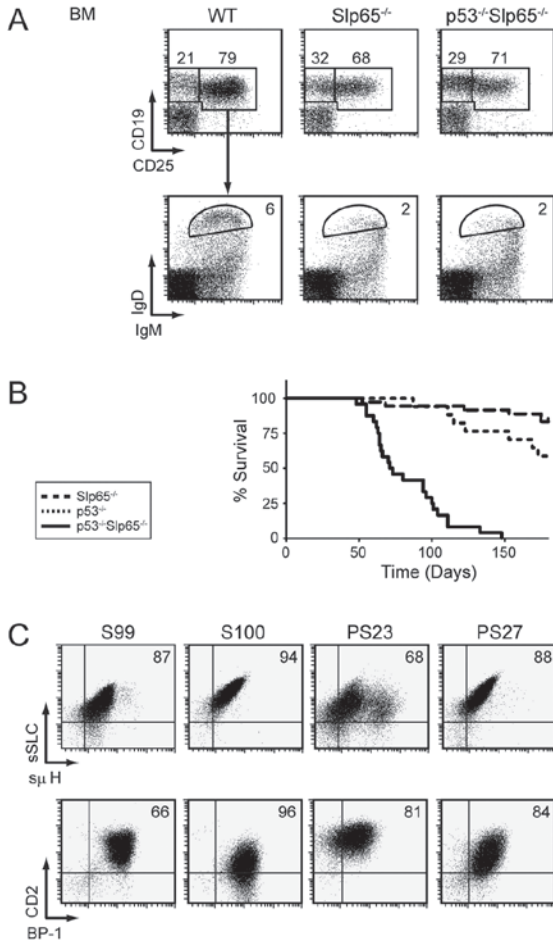 A BM WT Slp65-/- p53-/-Slp65-/-
21 79 32 68 29 71
CD19
CD25
6 2 2
IgD
IgM
B
100
75
50
25
0
% Survival
0 50 100 150
Time (Days)
Slp65-/-
p53-/-
p53-/-Slp65-/-
C S99 S100 PS23 PS27
87 94 68 88
sSLC
sμ H
66 96 81 84
CD2
BP-1